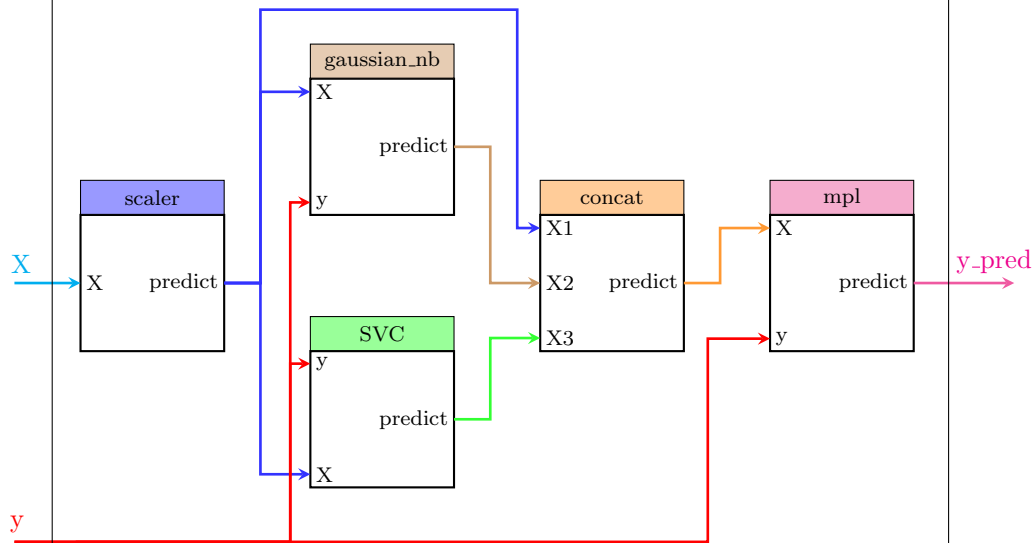 gaussian_nb
X
predict
y
scaler
X
predict
concat
X1
X2
predict
X3
mpl
X
predict
y
X
y_pred
SVC
y
predict
X
y